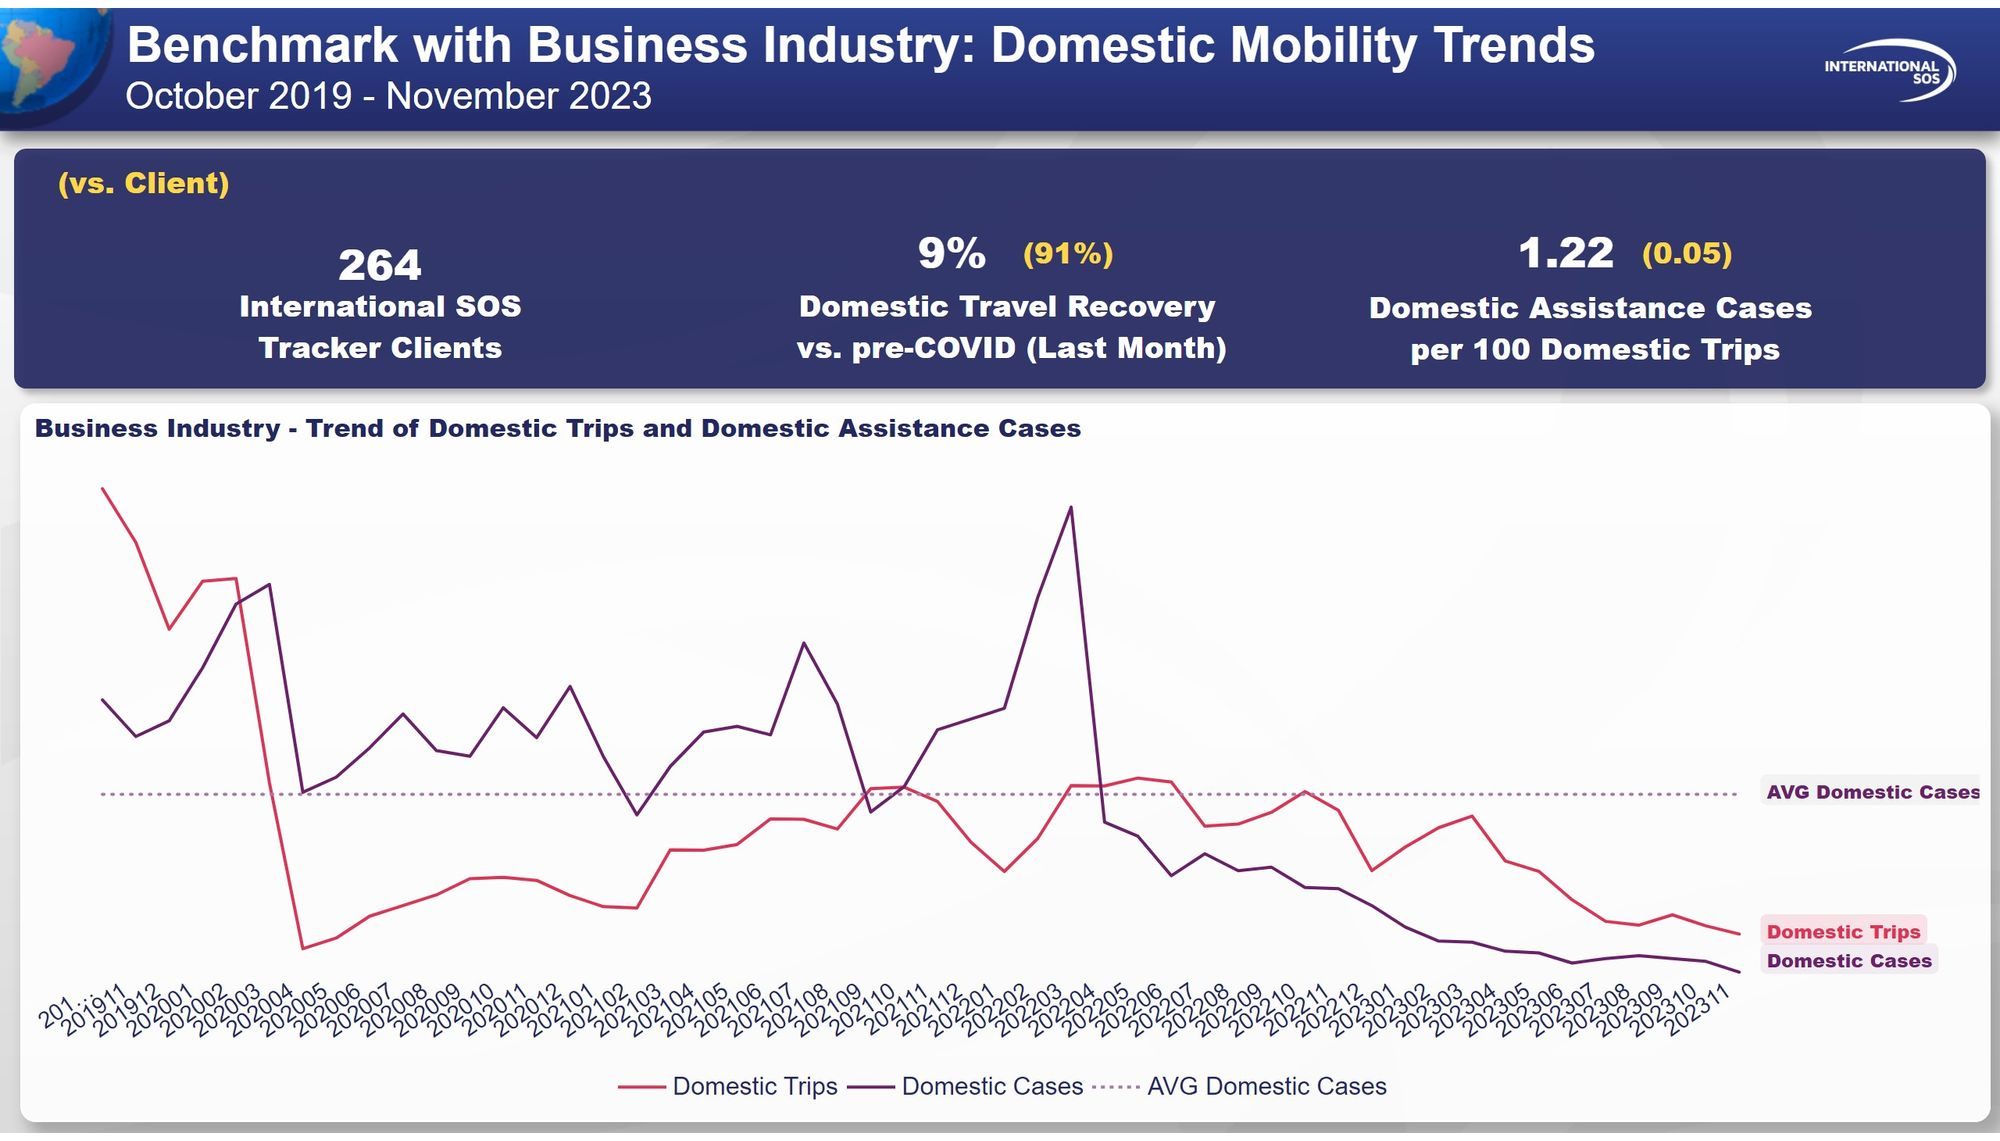 Benchmark with Business Industry: Domestic Mobility Trends
October 2019 - November 2023
INTERNATIONAL
SOS
(vs. Client)
264
International SOS
Tracker Clients
9% (91%)
Domestic Travel Recovery
vs. pre-COVID (Last Month)
1.22 (0.05)
Domestic Assistance Cases
per 100 Domestic Trips
Business Industry - Trend of Domestic Trips and Domestic Assistance Cases
AVG Domestic Cases
Domestic Trips
Domestic Cases
201... 201911 201912 202001 202002 202003 202004 202005 202006 202007 202008 202009 202010 202011 202012 202101 202102 202103 202104 202105 202106 202107 202108 202109 202110 202111 202112 202201 202202 202203 202204 202205 202206 202207 202208 202209 202210 202211 202212 202301 202302 202303 202304 202305 202306 202307 202308 202309 202310 202311
Domestic Trips Domestic Cases AVG Domestic Cases